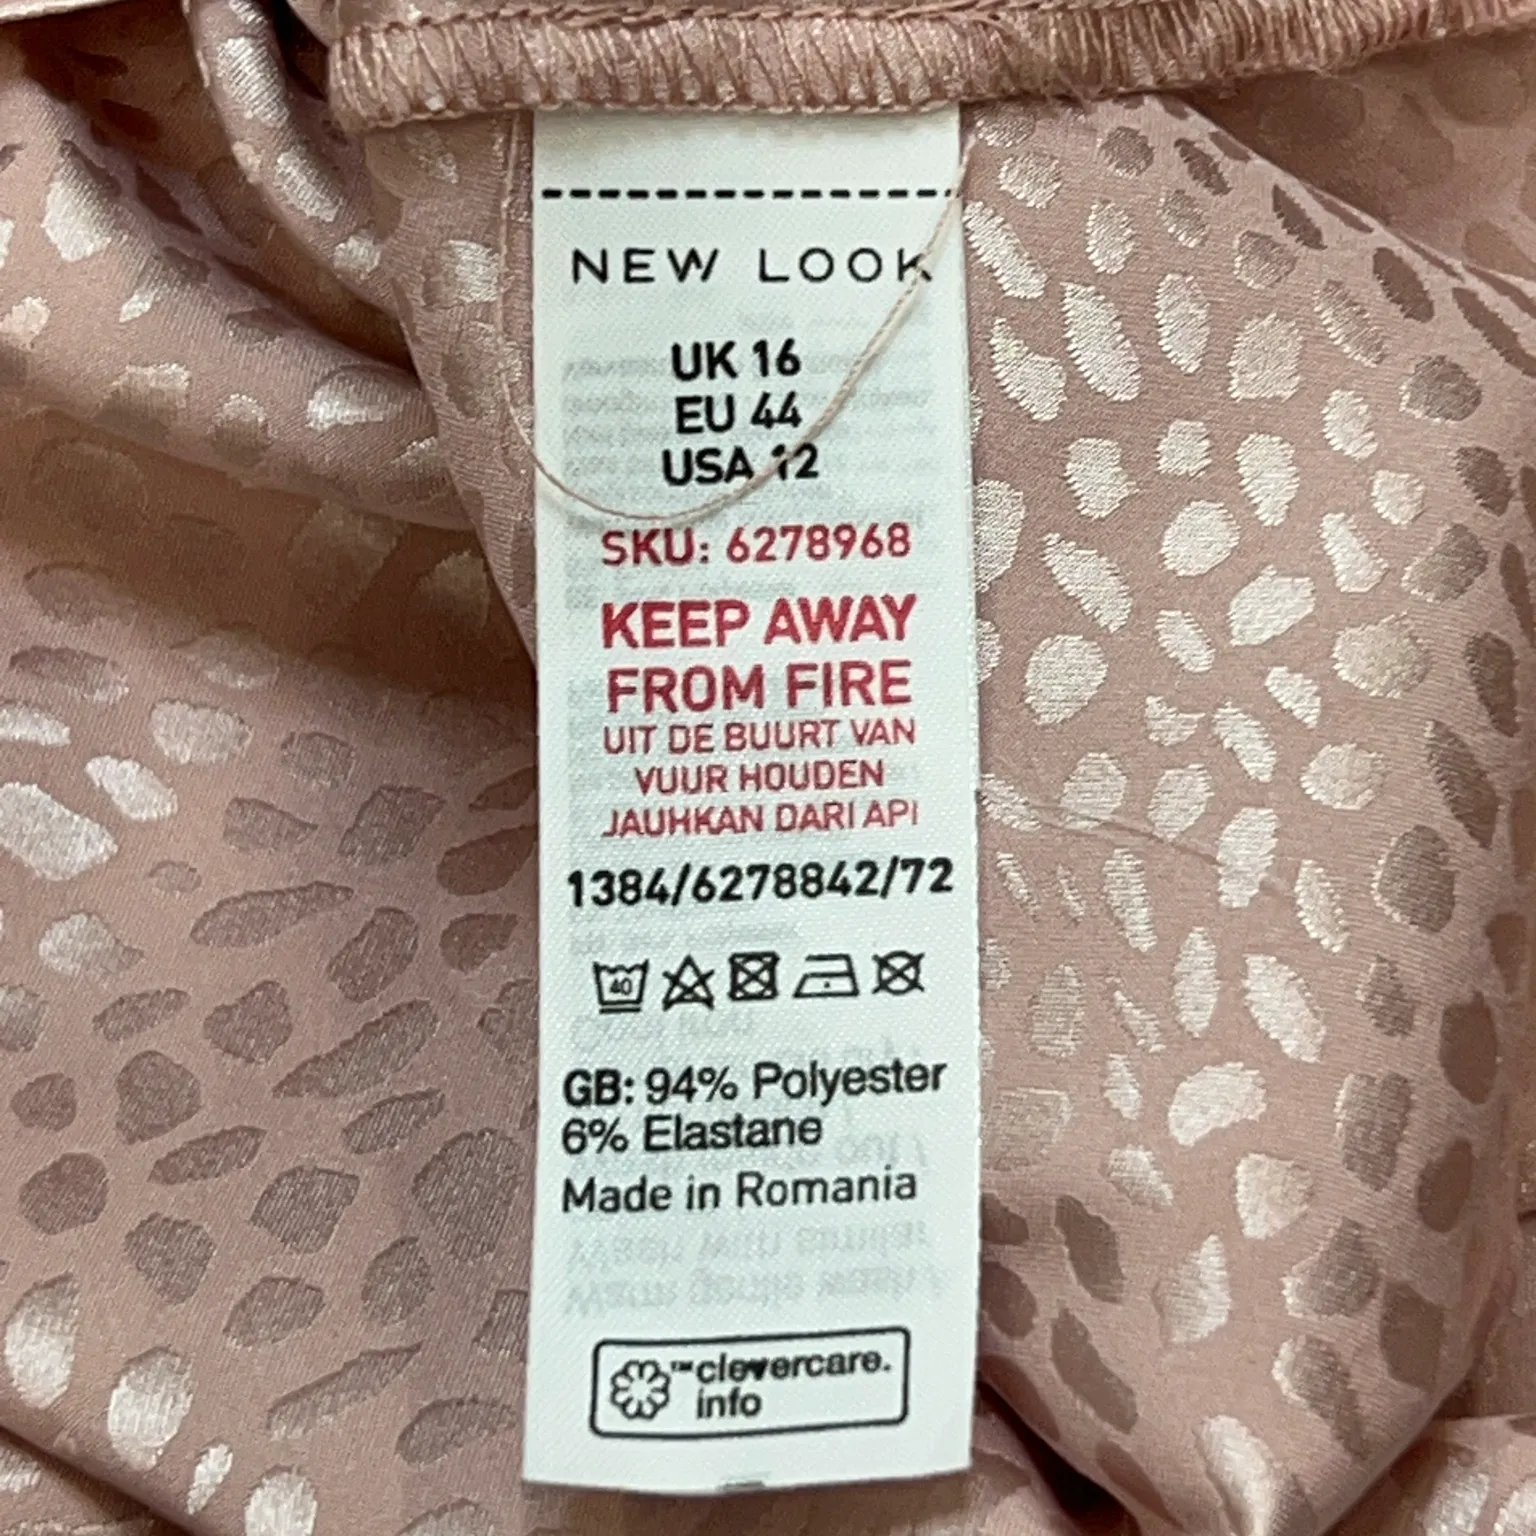 NEW LOOK
UK 16
EU 44
USA 12
SKU: 6278968
KEEP AWAY
FROM FIRE
UIT DE BUURT VAN
VUUR HOUDEN
JAUHKAN DARI API
1384/6278842/72
40
GB: 94% Polyester
6% Elastane
Made in Romania
™clevercare.
info